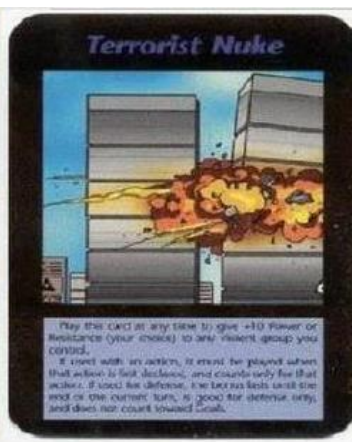 Terrorist Nuke
Play this card at any time to give +10 Power or
Resistance (your choice) to any violent group you
control.
If used with an action, it must be played when
that action is first declared, and counts only for that
action. If used for defense, the bonus lasts until the
end of the current turn, is good for defense only,
and does not count toward Goals.